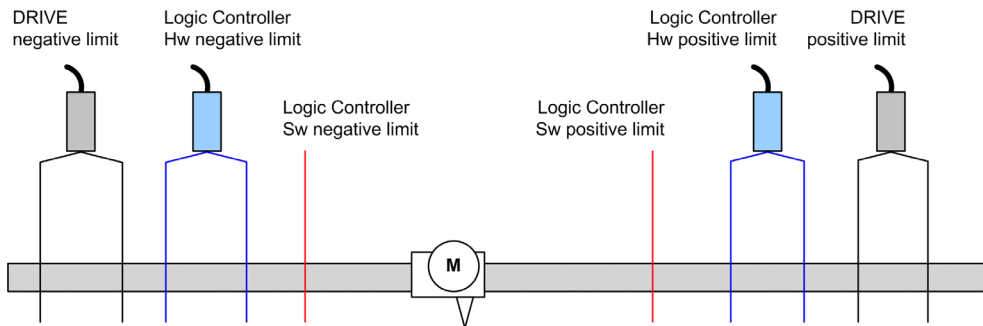 DRIVE
negative limit
Logic Controller
Hw negative limit
Logic Controller
Sw negative limit
Logic Controller
Sw positive limit
Logic Controller
Hw positive limit
DRIVE
positive limit
M